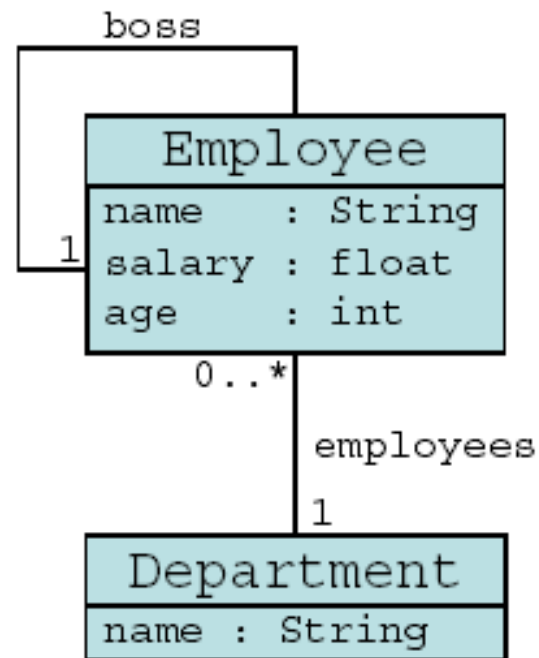 boss
Employee
name : String
1
salary : float
age : int
0..*
employees
1
Department
name : String